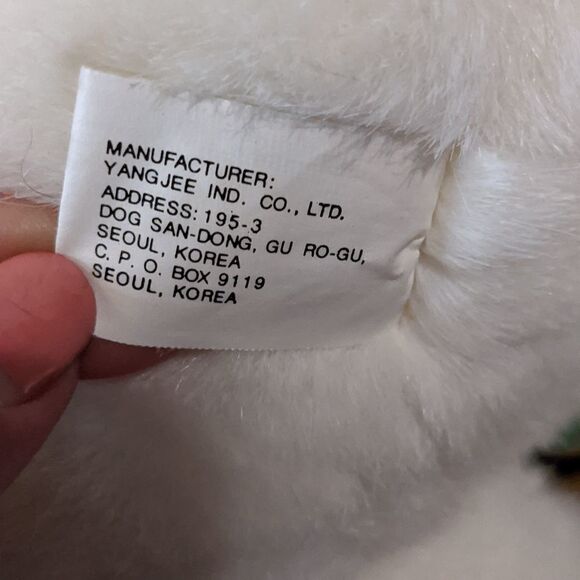 MANUFACTURER:
YANGJEE IND. CO., LTD.
ADDRESS: 195-3
DOG SAN-DONG, GU RO-GU,
SEOUL, KOREA
C. P. O. BOX 9119
SEOUL, KOREA